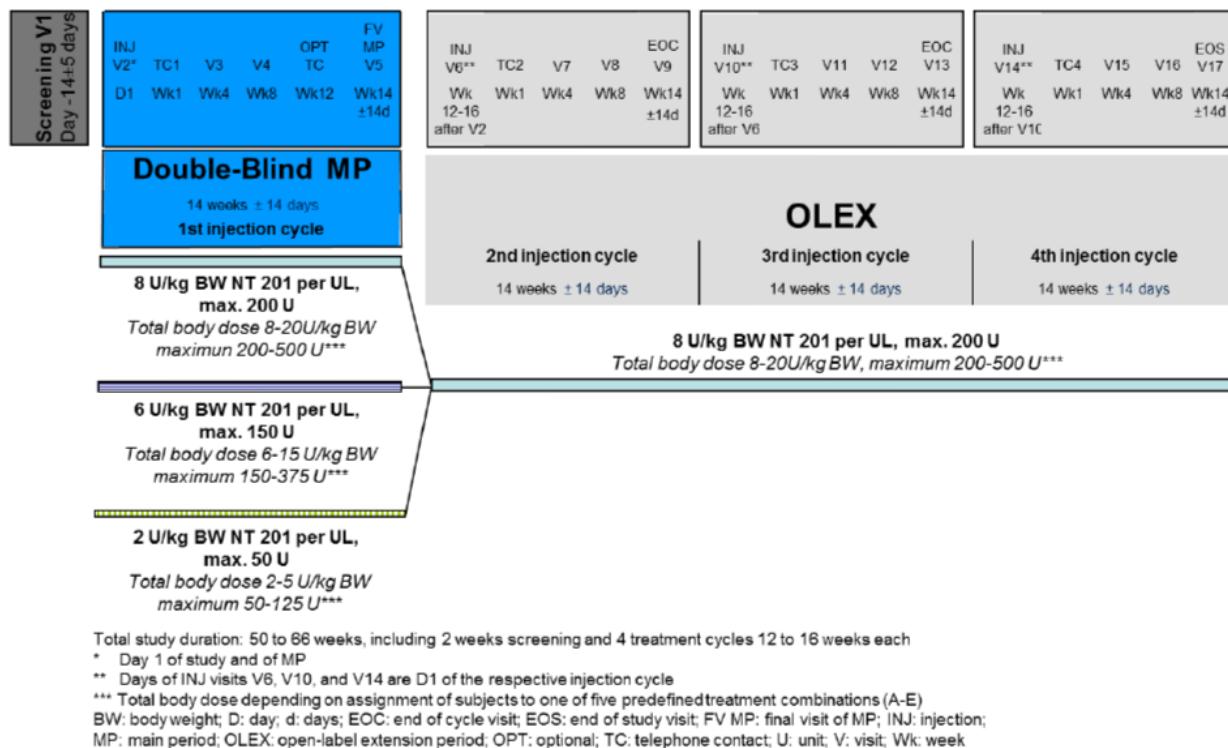 Screening V1
Day -14±5 days
INJ V2* TC1 V3 V4 OPT TC FV MP V5
D1 Wk1 Wk4 Wk8 Wk12 Wk14 ±14d
INJ V6** TC2 V7 V8 EOC V9
Wk 12-16 after V2 Wk1 Wk4 Wk8 Wk14 ±14d
INJ V10** TC3 V11 V12 EOC V13
Wk 12-16 after V6 Wk1 Wk4 Wk8 Wk14 ±14d
INJ V14** TC4 V15 V16 EOS V17
Wk 12-16 after V10 Wk1 Wk4 Wk8 Wk14 ±14d
Double-Blind MP
14 weeks ± 14 days
1st injection cycle
OLEX
2nd injection cycle
14 weeks ± 14 days
3rd injection cycle
14 weeks ± 14 days
4th injection cycle
14 weeks ± 14 days
8 U/kg BW NT 201 per UL,
max. 200 U
Total body dose 8-20U/kg BW
maximun 200-500 U***
8 U/kg BW NT 201 per UL, max. 200 U
Total body dose 8-20U/kg BW, maximum 200-500 U***
6 U/kg BW NT 201 per UL,
max. 150 U
Total body dose 6-15 U/kg BW
maximum 150-375 U***
2 U/kg BW NT 201 per UL,
max. 50 U
Total body dose 2-5 U/kg BW
maximum 50-125 U***
Total study duration: 50 to 66 weeks, including 2 weeks screening and 4 treatment cycles 12 to 16 weeks each
* Day 1 of study and of MP
** Days of INJ visits V6, V10, and V14 are D1 of the respective injection cycle
*** Total body dose depending on assignment of subjects to one of five predefined treatment combinations (A-E)
BW: body weight; D: day; d: days; EOC: end of cycle visit; EOS: end of study visit; FV MP: final visit of MP; INJ: injection;
MP: main period; OLEX: open-label extension period; OPT: optional; TC: telephone contact; U: unit; V: visit; Wk: week